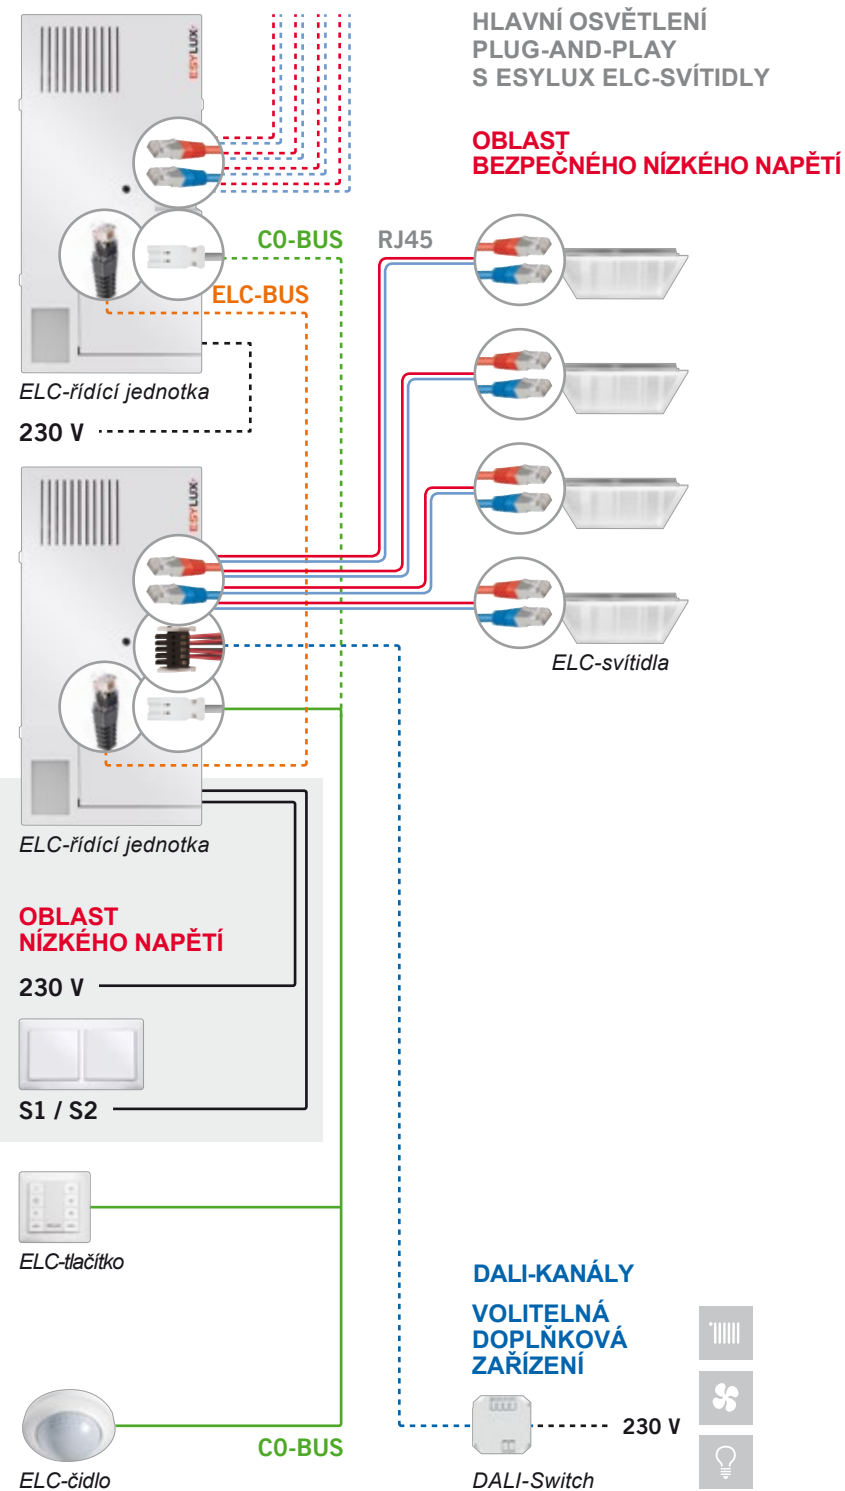 HLAVNÍ OSVĚTLENÍ
PLUG-AND-PLAY
S ESYLUX ELC-SVÍTIDLY
OBLAST
BEZPEČNÉHO NÍZKÉHO NAPĚTÍ
ESYLUX
CO-BUS
RJ45
ELC-BUS
ELC-řídící jednotka
230 V
ESYLUX
ELC-svítidla
ELC-řídící jednotka
OBLAST
NÍZKÉHO NAPĚTÍ
230 V
S1 / S2
ELC-tlačítko
DALI-KANÁLY
VOLITELNÁ
DOPLŇKOVÁ
ZAŘÍZENÍ
230 V
CO-BUS
ELC-čidlo
DALI-Switch